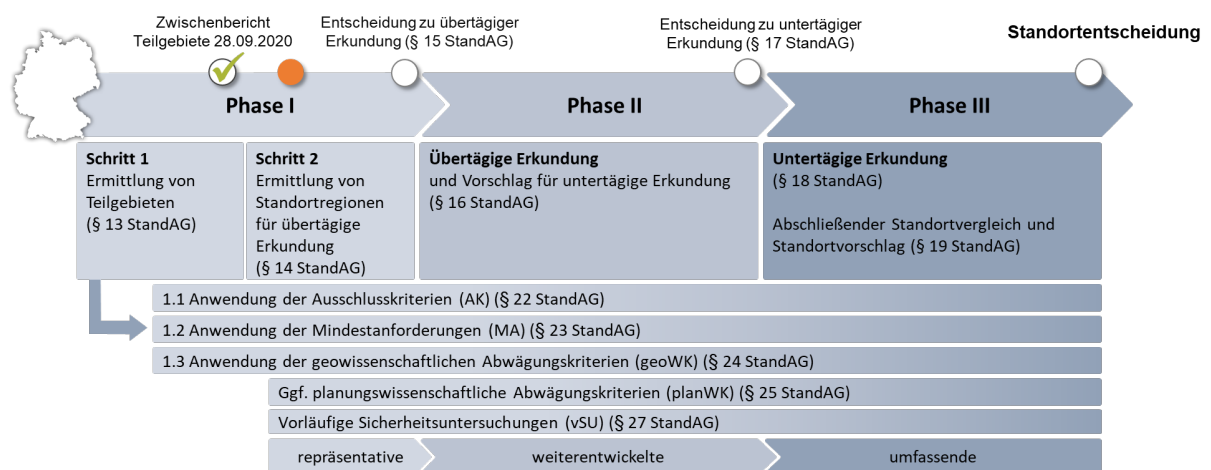 Zwischenbericht
Teilgebiete 28.09.2020
Entscheidung zu übertägiger
Erkundung (§ 15 StandAG)
Entscheidung zu untertägiger
Erkundung (§ 17 StandAG)
Standortentscheidung
Phase I
Phase II
Phase III
Schritt 1
Ermittlung von
Teilgebieten
(§ 13 StandAG)
Schritt 2
Ermittlung von
Standortregionen
für übertägige
Erkundung
(§ 14 StandAG)
Übertägige Erkundung
und Vorschlag für untertägige Erkundung
(§ 16 StandAG)
Untertägige Erkundung
(§ 18 StandAG)
Abschließender Standortvergleich und
Standortvorschlag (§ 19 StandAG)
1.1 Anwendung der Ausschlusskriterien (AK) (§ 22 StandAG)
1.2 Anwendung der Mindestanforderungen (MA) (§ 23 StandAG)
1.3 Anwendung der geowissenschaftlichen Abwägungskriterien (geoWK) (§ 24 StandAG)
Ggf. planungswissenschaftliche Abwägungskriterien (planWK) (§ 25 StandAG)
Vorläufige Sicherheitsuntersuchungen (vSU) (§ 27 StandAG)
repräsentative
weiterentwickelte
umfassende